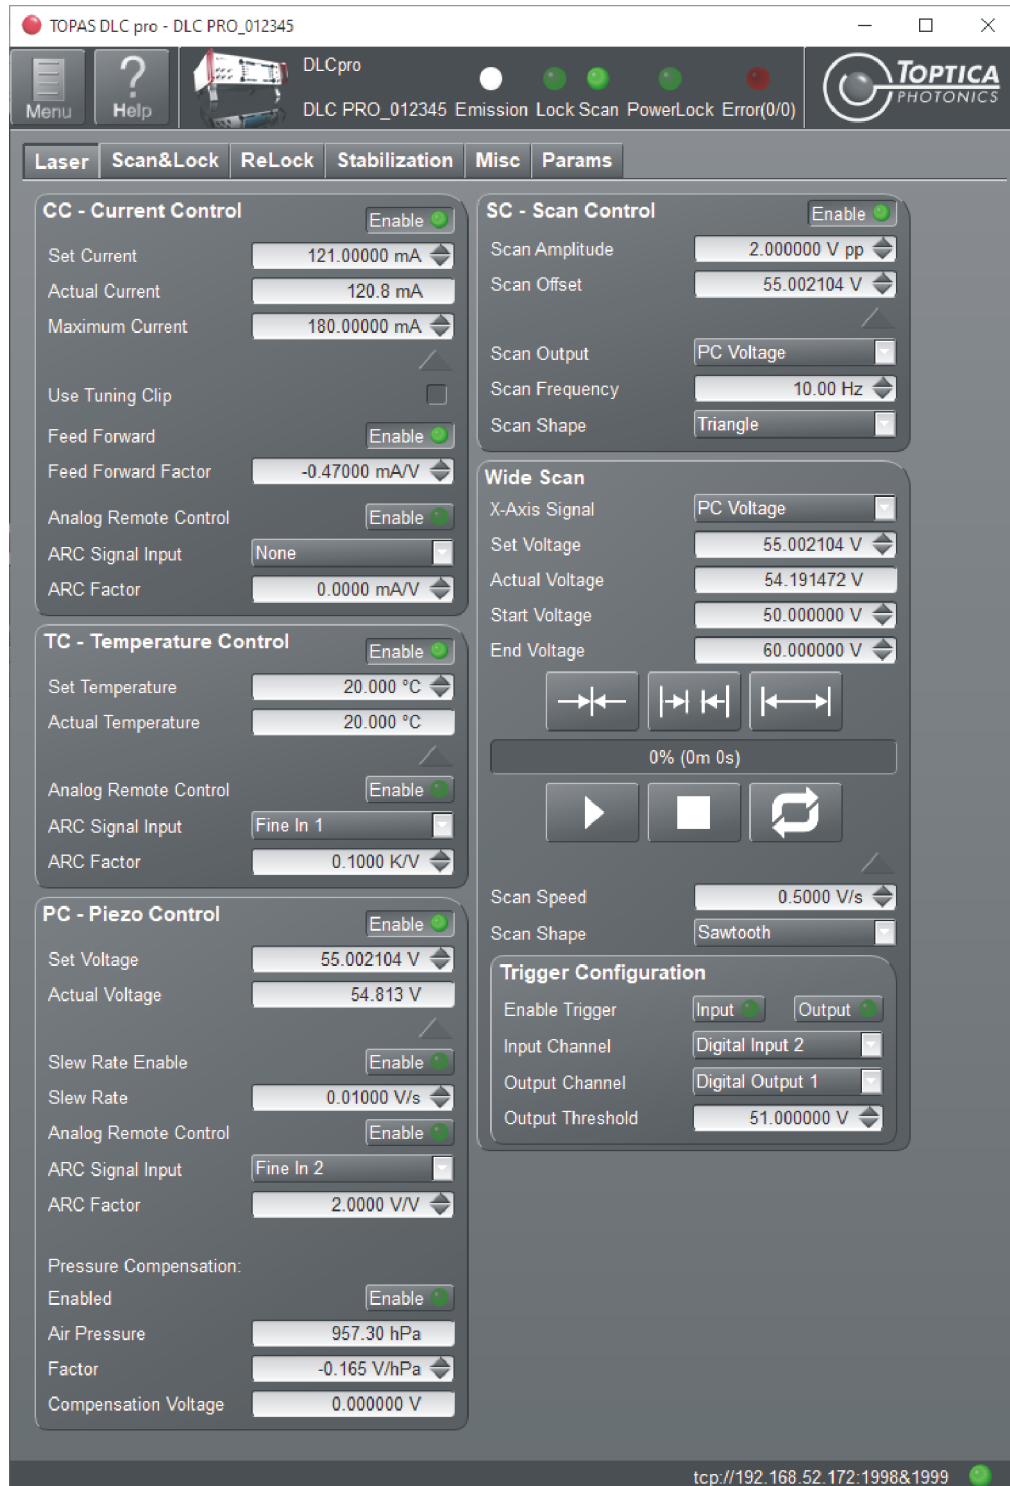 TOPAS DLC pro - DLC PRO_012345
Menu
Help
DLCpro
DLC PRO_012345 Emission Lock Scan PowerLock Error(0/0)
TOPTICA
PHOTONICS
Laser Scan&Lock ReLock Stabilization Misc Params
CC - Current Control
Enable
Set Current 121.00000 mA
Actual Current 120.8 mA
Maximum Current 180.00000 mA
Use Tuning Clip
Feed Forward Enable
Feed Forward Factor -0.47000 mA/V
Analog Remote Control Enable
ARC Signal Input None
ARC Factor 0.0000 mA/V
TC - Temperature Control
Enable
Set Temperature 20.000 °C
Actual Temperature 20.000 °C
Analog Remote Control Enable
ARC Signal Input Fine In 1
ARC Factor 0.1000 K/V
PC - Piezo Control
Enable
Set Voltage 55.002104 V
Actual Voltage 54.813 V
Slew Rate Enable Enable
Slew Rate 0.01000 V/s
Analog Remote Control Enable
ARC Signal Input Fine In 2
ARC Factor 2.0000 V/V
Pressure Compensation:
Enabled Enable
Air Pressure 957.30 hPa
Factor -0.165 V/hPa
Compensation Voltage 0.000000 V
SC - Scan Control
Enable
Scan Amplitude 2.000000 V pp
Scan Offset 55.002104 V
Scan Output PC Voltage
Scan Frequency 10.00 Hz
Scan Shape Triangle
Wide Scan
X-Axis Signal PC Voltage
Set Voltage 55.002104 V
Actual Voltage 54.191472 V
Start Voltage 50.000000 V
End Voltage 60.000000 V
0% (0m 0s)
Scan Speed 0.5000 V/s
Scan Shape Sawtooth
Trigger Configuration
Enable Trigger Input Output
Input Channel Digital Input 2
Output Channel Digital Output 1
Output Threshold 51.000000 V
tcp://192.168.52.172:1998&1999